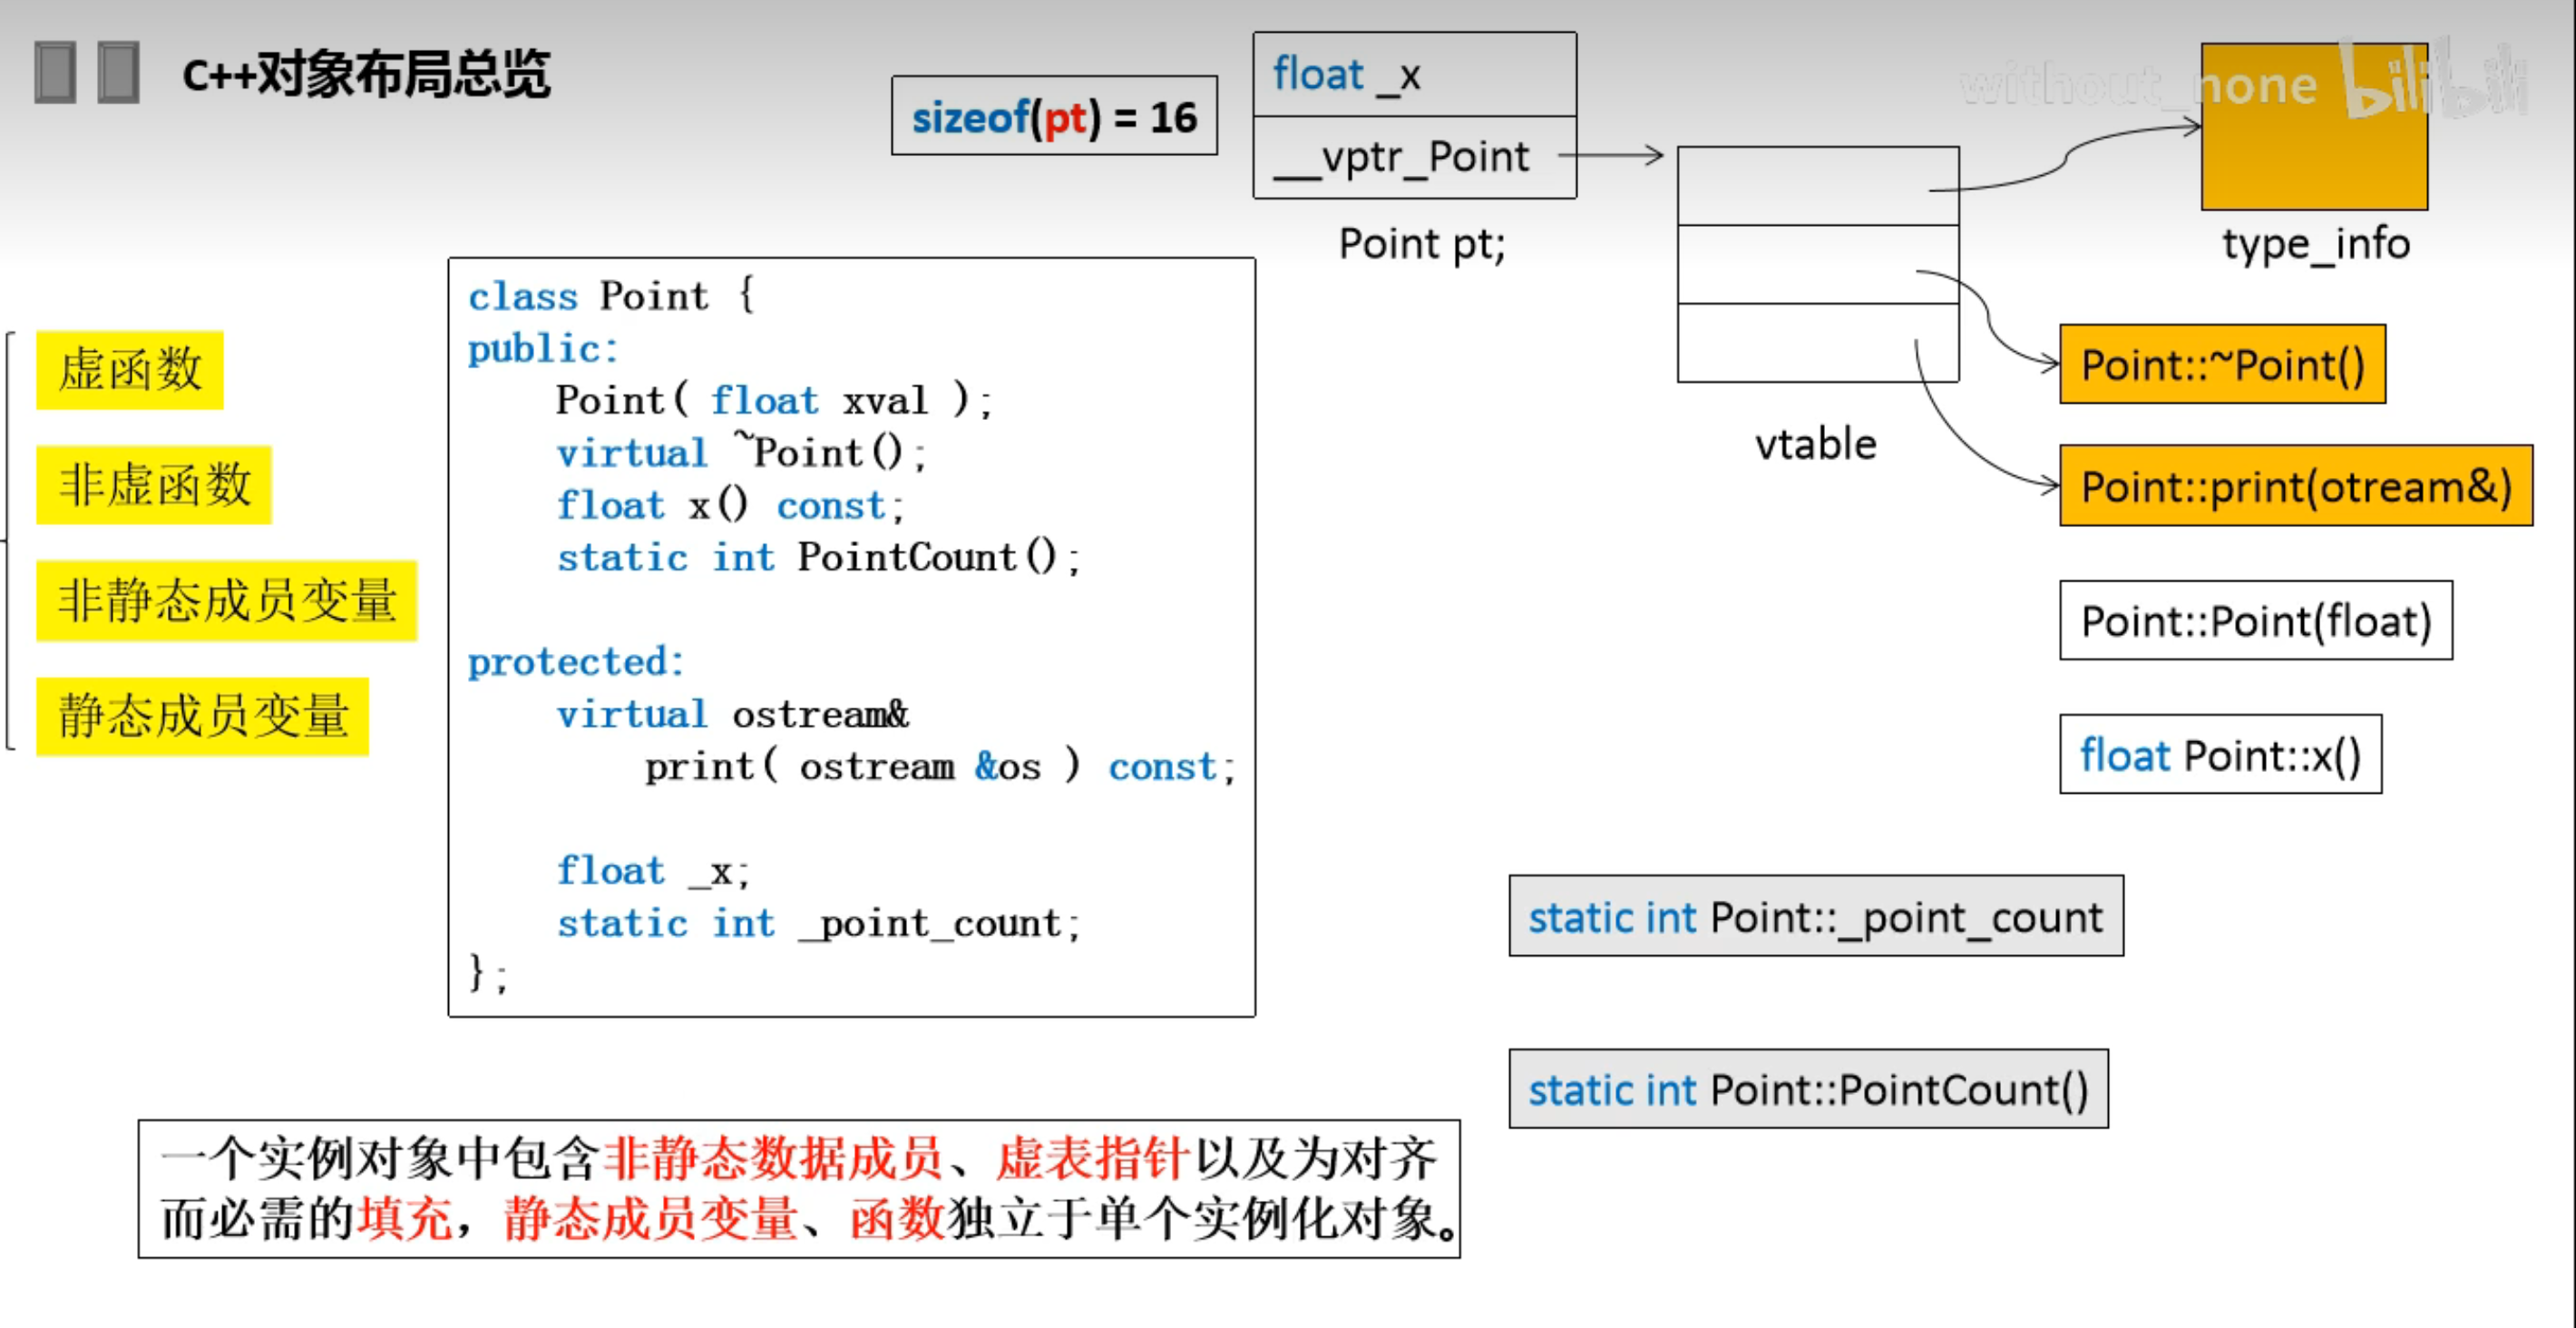 C++对象布局总览
sizeof(pt) = 16
float _x
__vptr_Point
Point pt;
without_none bilibili
type_info
vtable
Point::~Point()
Point::print(otream&)
Point::Point(float)
float Point::x()
虚函数
非虚函数
非静态成员变量
静态成员变量
class Point {
public:
Point( float xval );
virtual ~Point();
float x() const;
static int PointCount();
protected:
virtual ostream&
print( ostream &os ) const;
float _x;
static int _point_count;
};
static int Point::_point_count
static int Point::PointCount()
一个实例对象中包含非静态数据成员、虚表指针以及为对齐
而必需的填充，静态成员变量、函数独立于单个实例化对象。